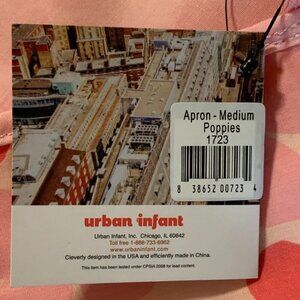 Apron - Medium
Poppies
1723
8 38652 00723 4
urban infant
Urban Infant, Inc. Chicago, IL 60642
Toll free 1-888-733-6962
www.urbaninfant.com
Cleverly designed in the USA and efficiently made in China.
This item has been tested under CPSIA 2008 for lead content.